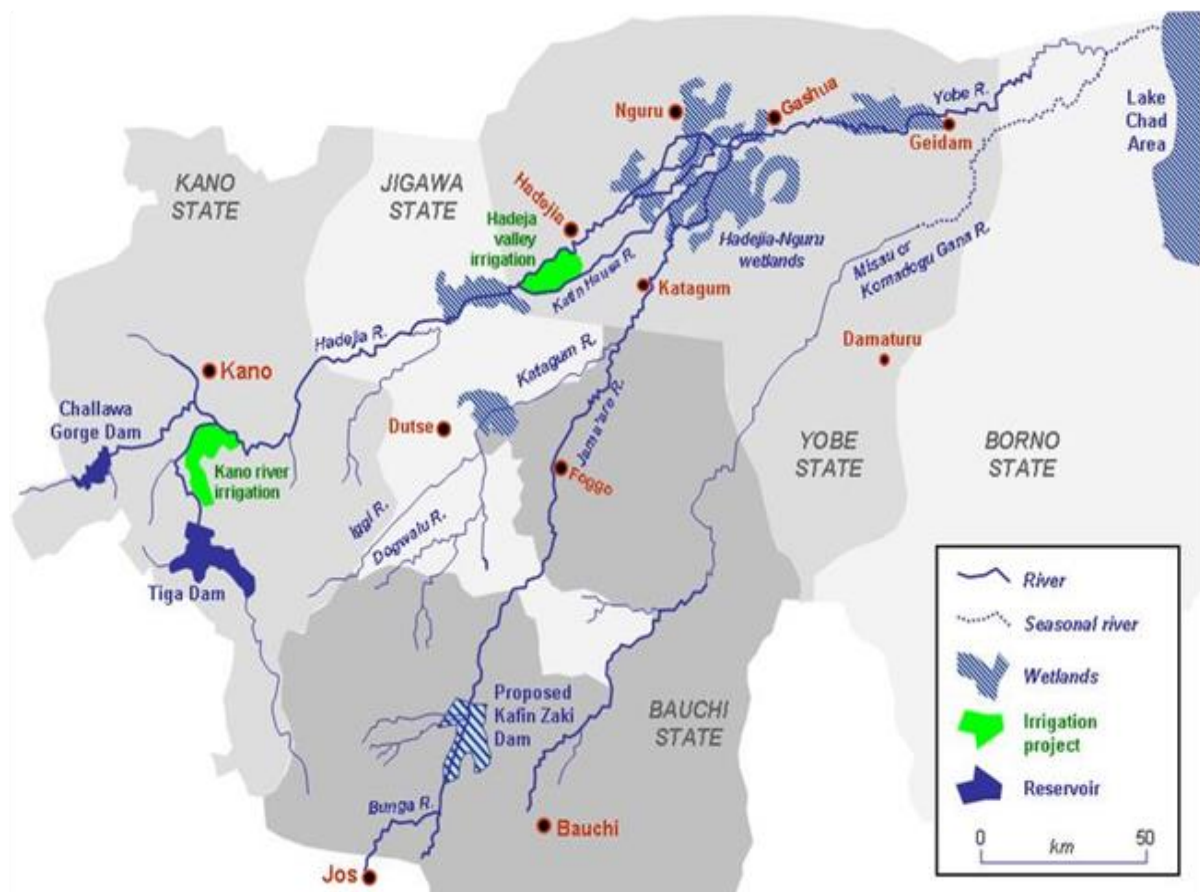 Nguru
Gashua
Yobe R.
Geidam
Lake
Chad
Area
KANO
STATE
JIGAWA
STATE
Hadejia
Hadeja
valley
irrigation
Hadejia-Nguru
wetlands
Misau or
Komadogu Gana R.
Kafin Hausa R.
Katagum
Hadejia R.
Damaturu
Kano
Katagum R.
Challawa
Gorge Dam
Dutse
Jama'are R.
YOBE
STATE
BORNO
STATE
Kano river
irrigation
Foggo
Iggi R.
Dogwalu R.
Tiga Dam
Proposed
Kafin Zaki
Dam
BAUCHI
STATE
Bunga R.
Bauchi
Jos
River
Seasonal river
Wetlands
Irrigation
project
Reservoir
0 50
km